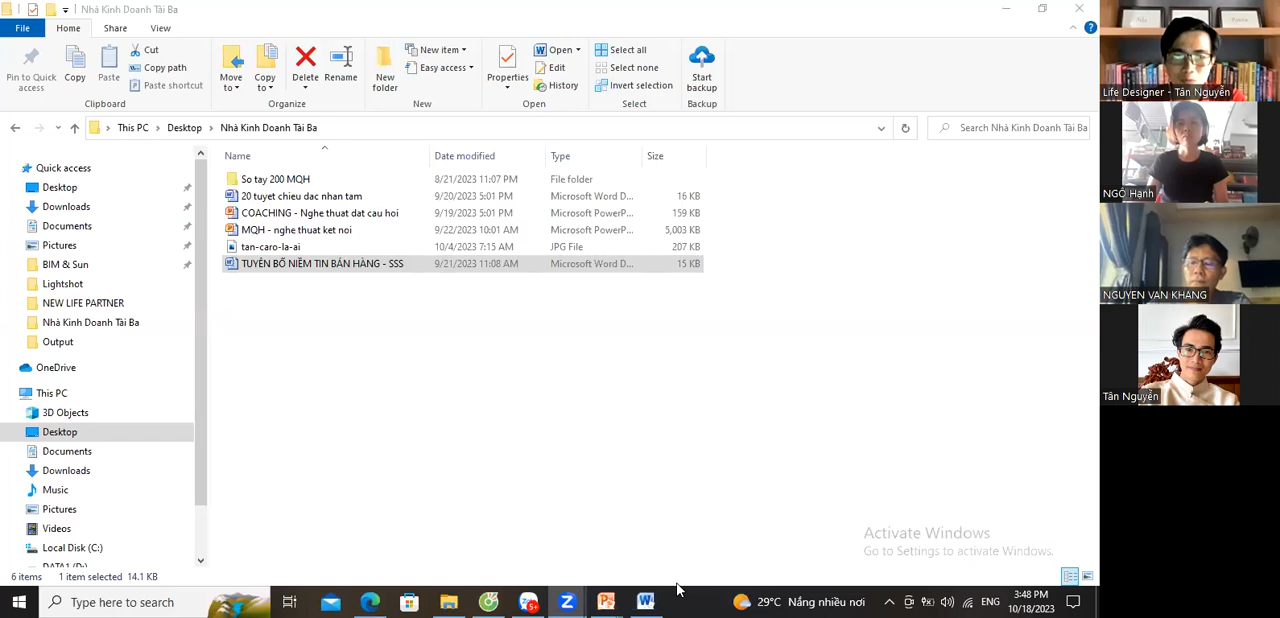 Nhà Kinh Doanh Tài Ba
File Home Share View
Pin to Quick access
Copy
Paste
Cut
Copy path
Paste shortcut
Clipboard
Move to
Copy to
Delete
Rename
Organize
New folder
New item
Easy access
New
Properties
Open
Edit
History
Open
Select all
Select none
Invert selection
Select
Start backup
Backup
This PC > Desktop > Nhà Kinh Doanh Tài Ba
Search Nhà Kinh Doanh Tài Ba
Name Date modified Type Size
So tay 200 MQH 8/21/2023 11:07 PM File folder
20 tuyet chieu dac nhan tam 9/20/2023 5:01 PM Microsoft Word D... 16 KB
COACHING - Nghe thuat dat cau hoi 9/19/2023 5:01 PM Microsoft PowerP... 159 KB
MQH - nghe thuat ket noi 9/22/2023 10:01 AM Microsoft PowerP... 5,003 KB
tan-caro-la-ai 10/4/2023 7:15 AM JPG File 207 KB
TUYÊN BỐ NIỀM TIN BÁN HÀNG - SSS 9/21/2023 11:08 AM Microsoft Word D... 15 KB
Quick access
Desktop
Downloads
Documents
Pictures
BIM & Sun
Lightshot
NEW LIFE PARTNER
Nhà Kinh Doanh Tài Ba
Output
OneDrive
This PC
3D Objects
Desktop
Documents
Downloads
Music
Pictures
Videos
Local Disk (C:)
DATA1 (D:)
6 items 1 item selected 14.1 KB
Activate Windows
Go to Settings to activate Windows.
Type here to search
29°C Nắng nhiều nơi
ENG
3:48 PM
10/18/2023
Life Designer - Tân Nguyễn
NGÔ Hạnh
NGUYEN VAN KHANG
Tân Nguyễn